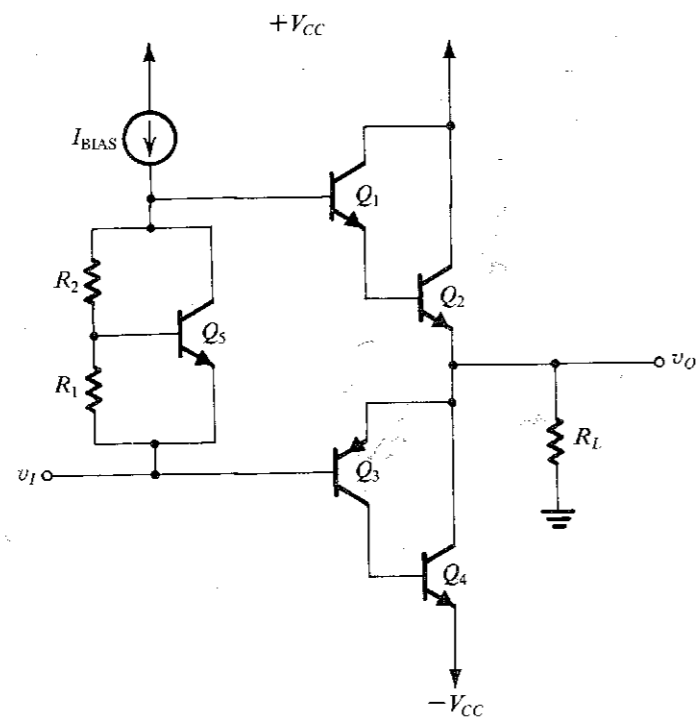 +V_CC
I_BIAS
Q_1
R_2
Q_2
Q_5
v_O
R_1
R_L
Q_3
v_I
Q_4
−V_CC